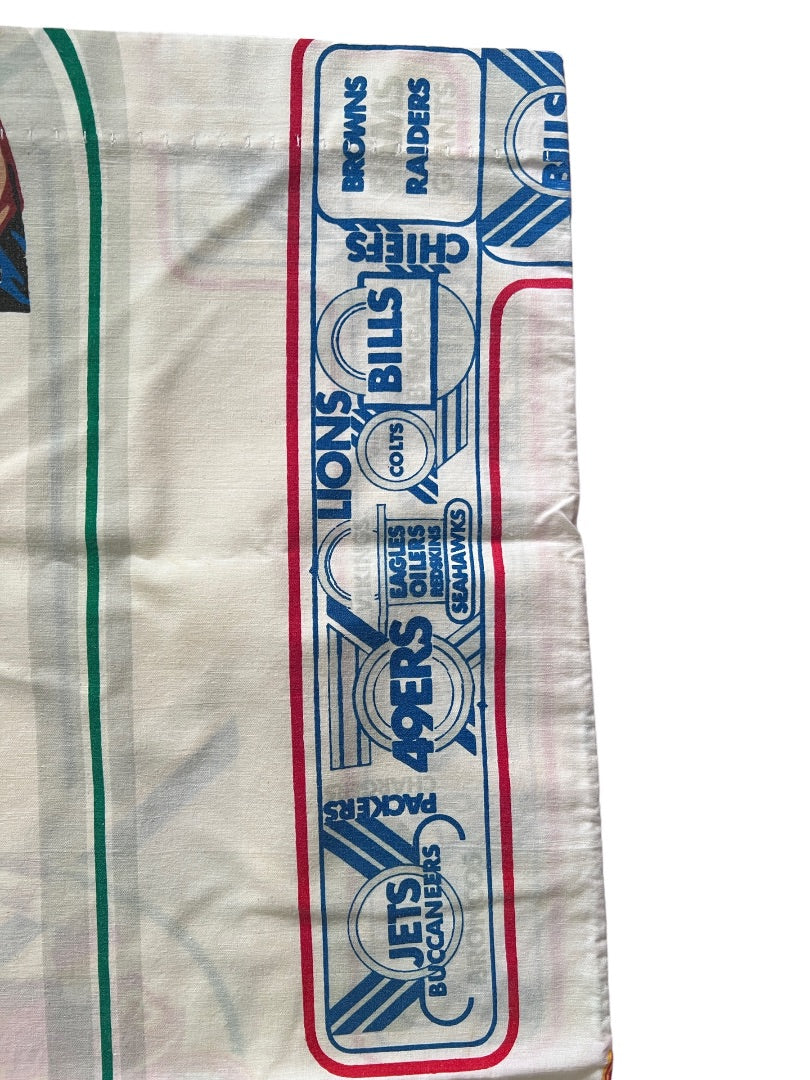 BROWNS
RAIDERS
BILLS
CHIEFS
BILLS
LIONS
COLTS
EAGLES
OILERS
REDSKINS
SEAHAWKS
49ERS
PACKERS
JETS
BUCCANEERS